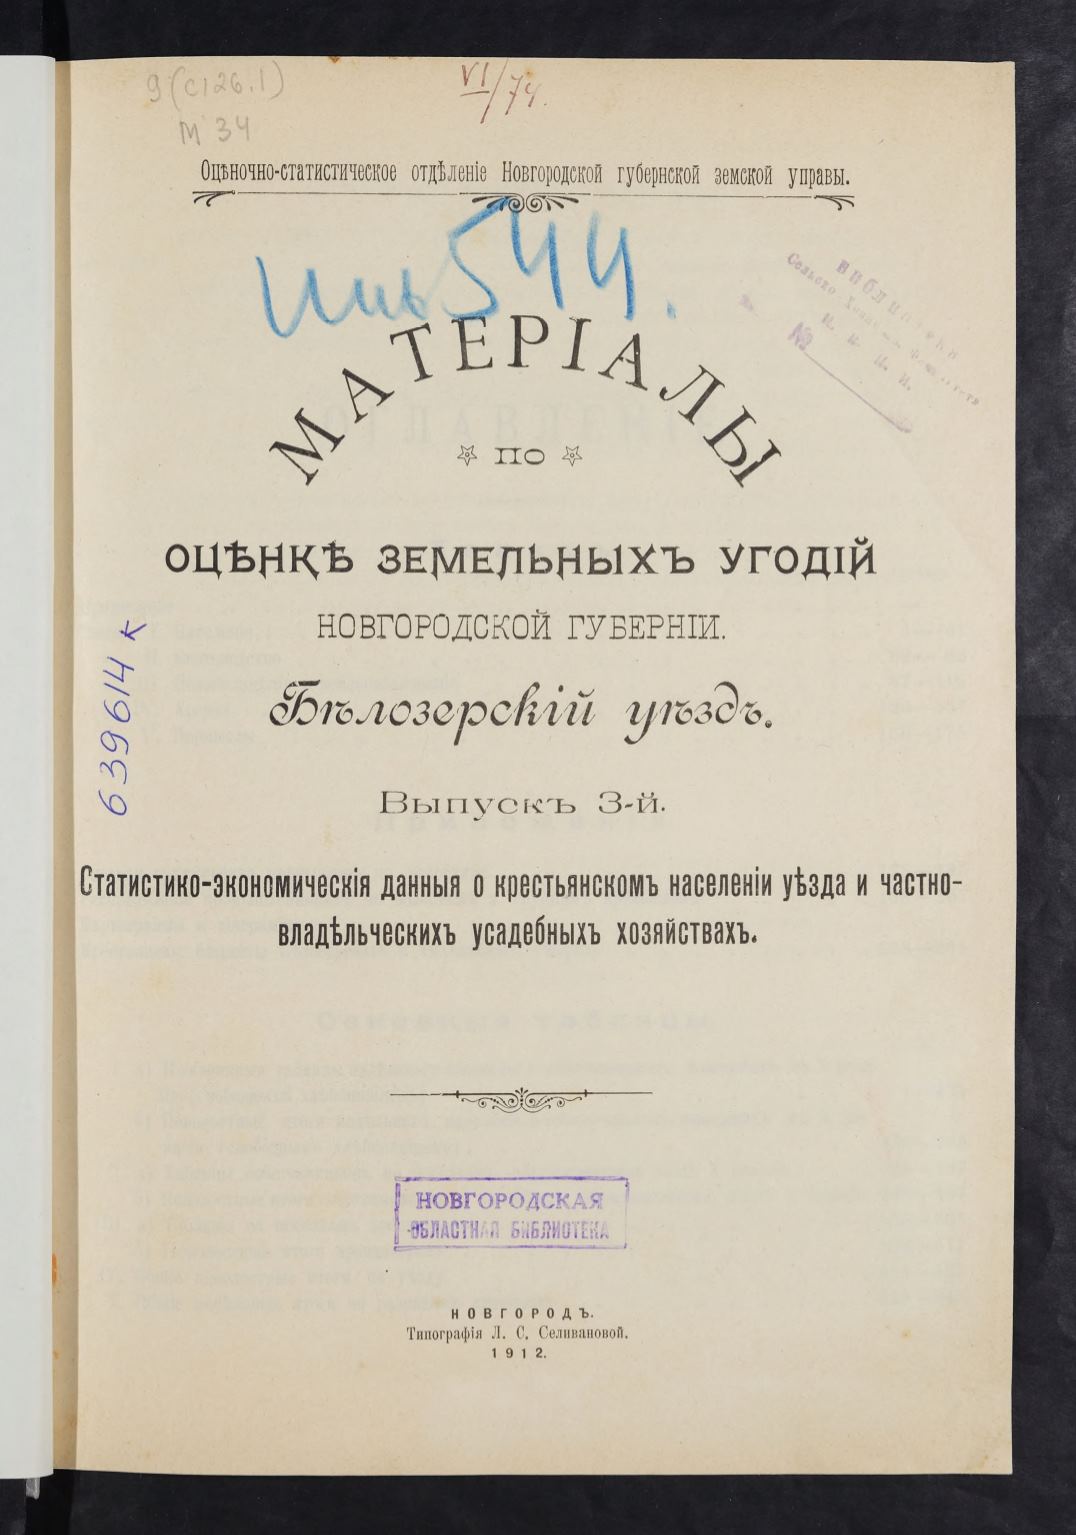 9 (С126.1)
М 34
VI/74.
Оцѣночно-статистическое отдѣленіе Новгородской губернской земской управы.
Инв 544.
БИБЛИОТЕКА
№
МАТЕРІАЛЫ
ПО
ОЦѢНКѢ ЗЕМЕЛЬНЫХЪ УГОДІЙ
НОВГОРОДСКОЙ ГУБЕРНІИ.
Бѣлозерскій уѣздъ.
639614 к
Выпускъ 3-й.
Статистико-экономическія данныя о крестьянскомъ населеніи уѣзда и частно-
владѣльческихъ усадебныхъ хозяйствахъ.
НОВГОРОДСКАЯ
ОБЛАСТНАЯ БИБЛИОТЕКА
НОВГОРОДЪ.
Типографія Л. С. Селивановой.
1912.